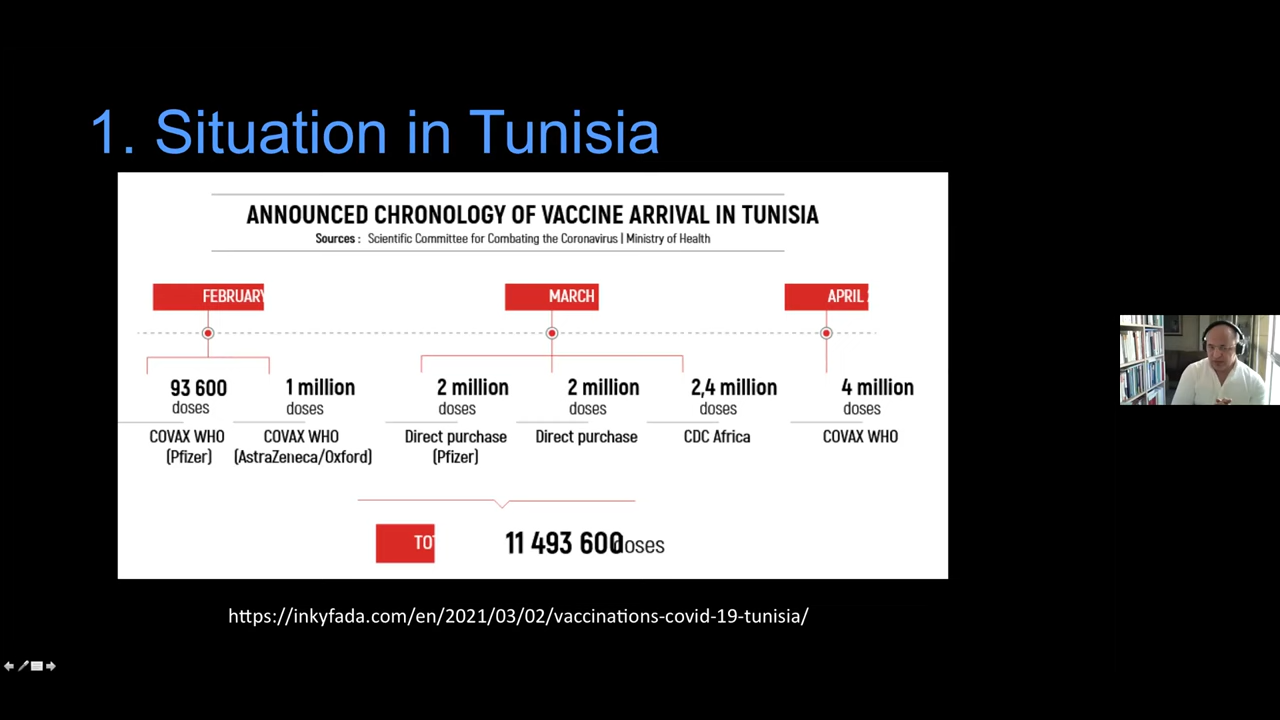 1. Situation in Tunisia
ANNOUNCED CHRONOLOGY OF VACCINE ARRIVAL IN TUNISIA
Sources : Scientific Committee for Combating the Coronavirus | Ministry of Health
FEBRUARY MARCH APRIL
93 600 1 million 2 million 2 million 2,4 million 4 million
doses doses doses doses doses doses
COVAX WHO COVAX WHO Direct purchase Direct purchase CDC Africa COVAX WHO
(Pfizer) (AstraZeneca/Oxford) (Pfizer)
11 493 600 doses
https://inkyfada.com/en/2021/03/02/vaccinations-covid-19-tunisia/